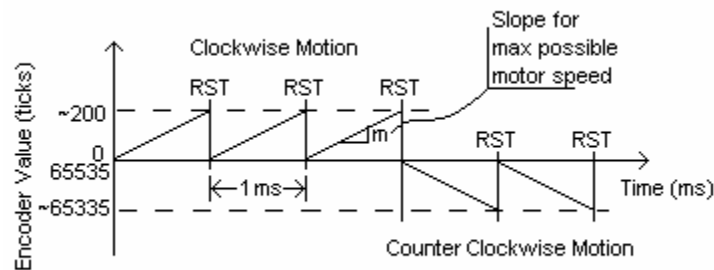 Slope for
max possible
motor speed
Clockwise Motion
RST RST RST
~200
m
0
65535
RST RST
1 ms
Time (ms)
~65335
Encoder Value (ticks)
Counter Clockwise Motion